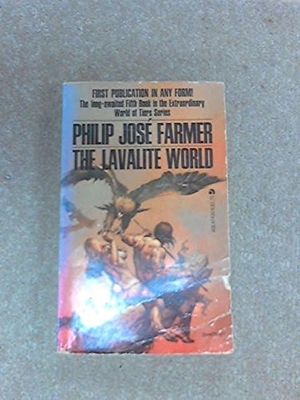 FIRST PUBLICATION IN ANY FORM!
The long-awaited Fifth Book in the Extraordinary
World of Tiers Series
PHILIP JOSÉ FARMER
THE LAVALITE WORLD